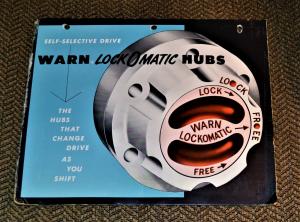 SELF-SELECTIVE DRIVE
WARN LOCKOMATIC HUBS
LOCK
LOCK →
THE
HUBS
THAT
CHANGE
DRIVE
AS
YOU
SHIFT
WARN
LOCKOMATIC
FREE
FREE →